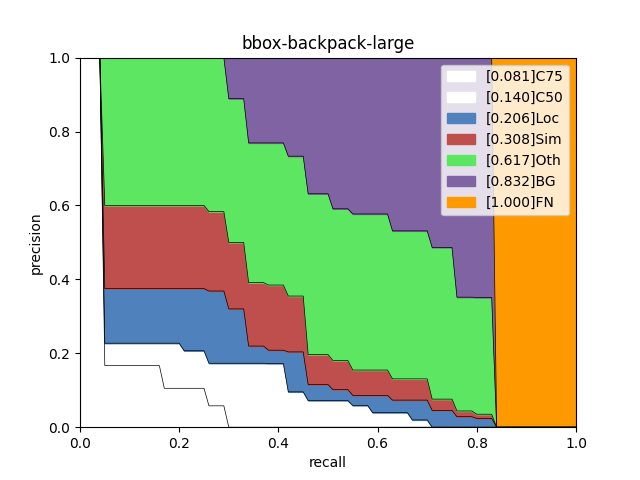 bbox-backpack-large
1.0
0.8
0.6
0.4
0.2
0.0
precision
[0.081]C75
[0.140]C50
[0.206]Loc
[0.308]Sim
[0.617]Oth
[0.832]BG
[1.000]FN
0.0 0.2 0.4 0.6 0.8 1.0
recall